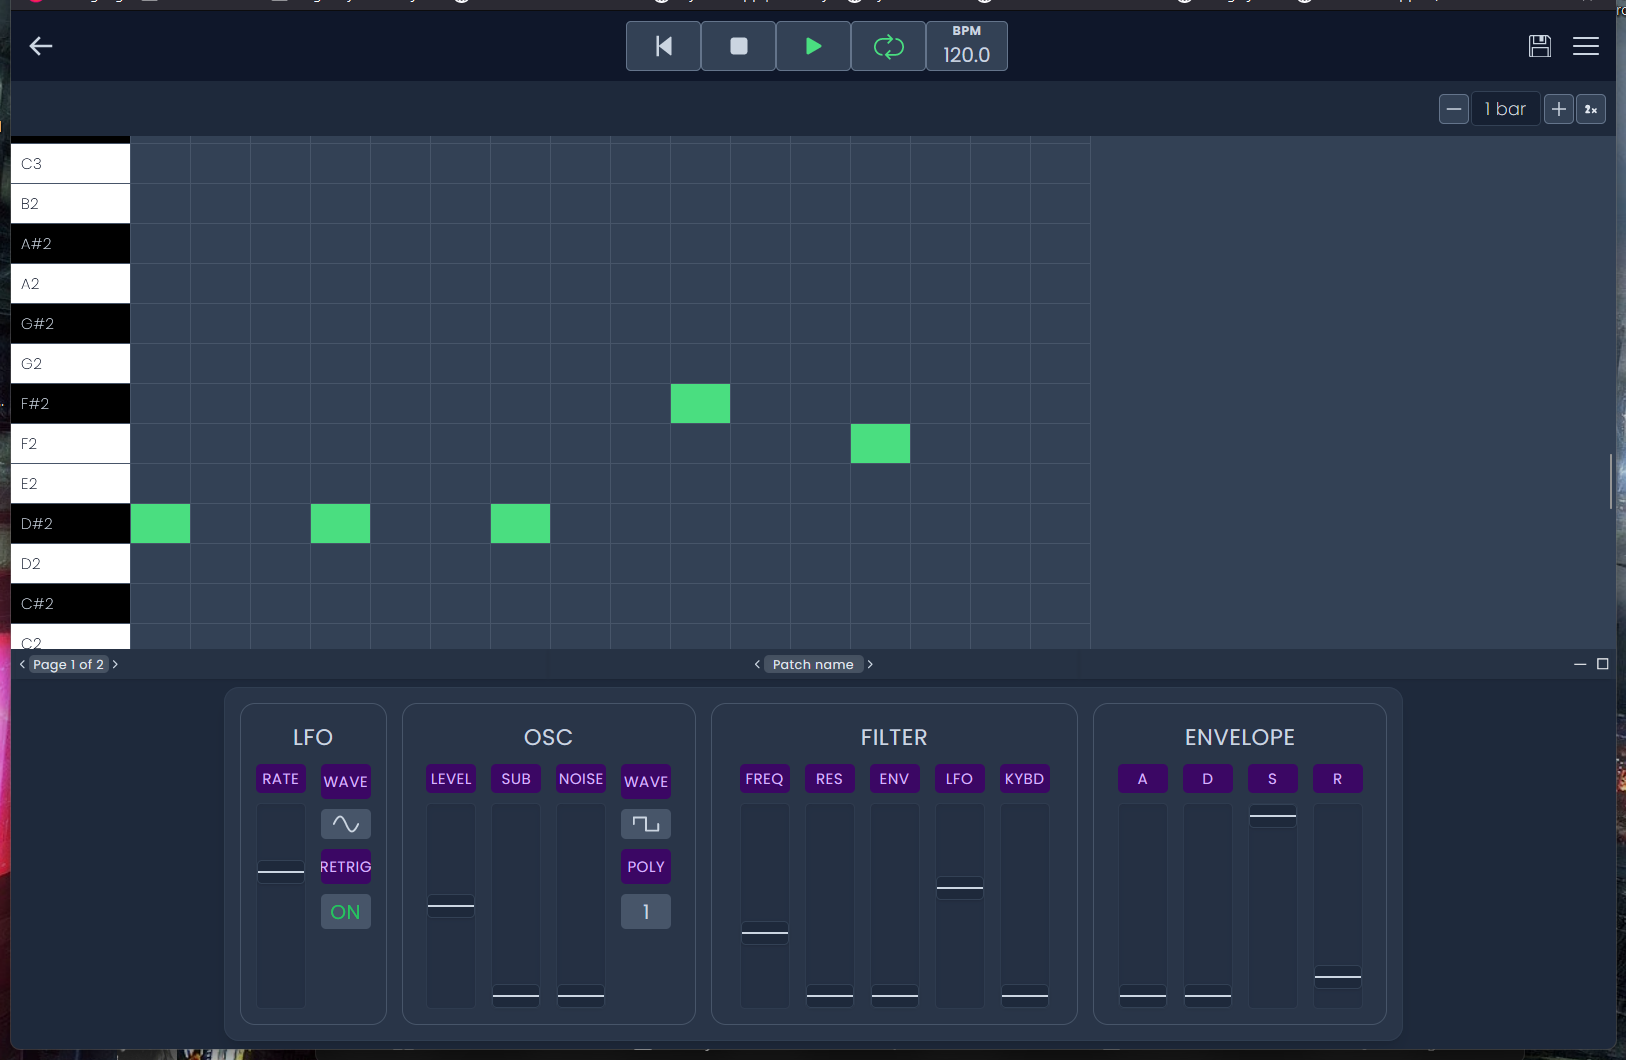 BPM
120.0
1 bar
2x
C3
B2
A#2
A2
G#2
G2
F#2
F2
E2
D#2
D2
C#2
C2
Page 1 of 2
Patch name
LFO
OSC
FILTER
ENVELOPE
RATE
WAVE
LEVEL
SUB
NOISE
WAVE
FREQ
RES
ENV
LFO
KYBD
A
D
S
R
RETRIG
POLY
ON
1